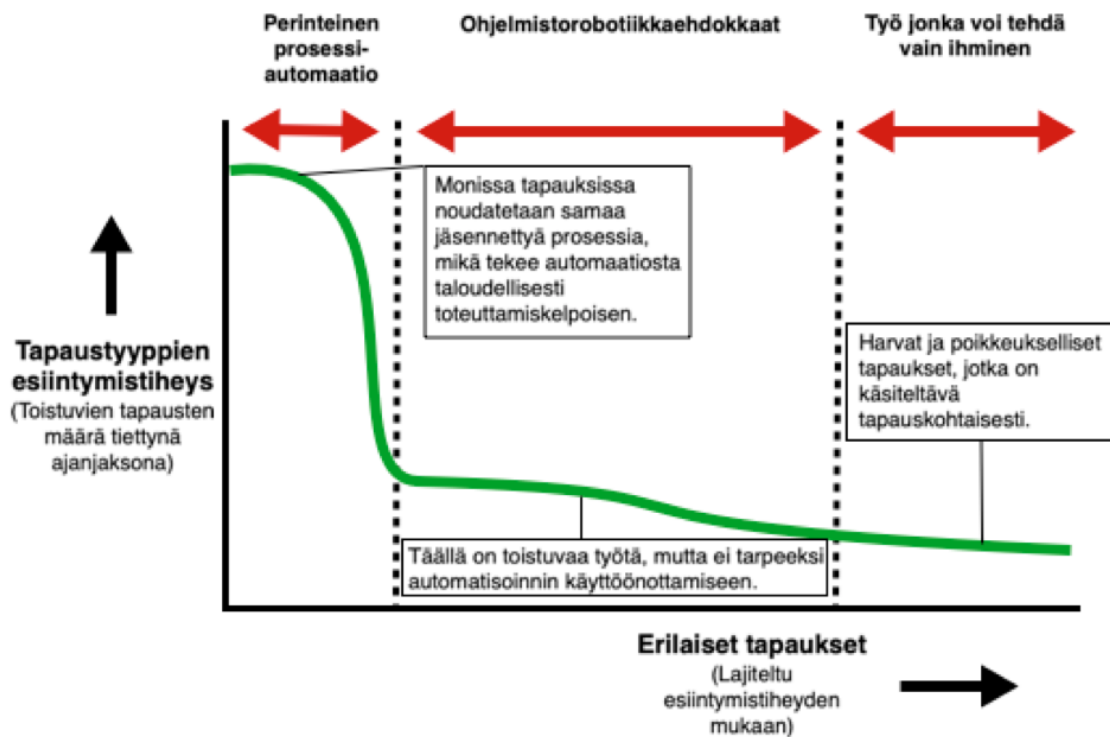 Perinteinen
prosessi-
automaatio
Ohjelmistorobotiikkaehdokkaat
Työ jonka voi tehdä
vain ihminen
Monissa tapauksissa
noudatetaan samaa
jäsennettyä prosessia,
mikä tekee automaatiosta
taloudellisesti
toteuttamiskelpoisen.
Harvat ja poikkeukselliset
tapaukset, jotka on
käsiteltävä
tapauskohtaisesti.
Tapaustyyppien
esiintymistiheys
(Toistuvien tapausten
määrä tiettynä
ajanjaksona)
Täällä on toistuvaa työtä, mutta ei tarpeeksi
automatisoinnin käyttöönottamiseen.
Erilaiset tapaukset
(Lajiteltu
esiintymistiheyden
mukaan)